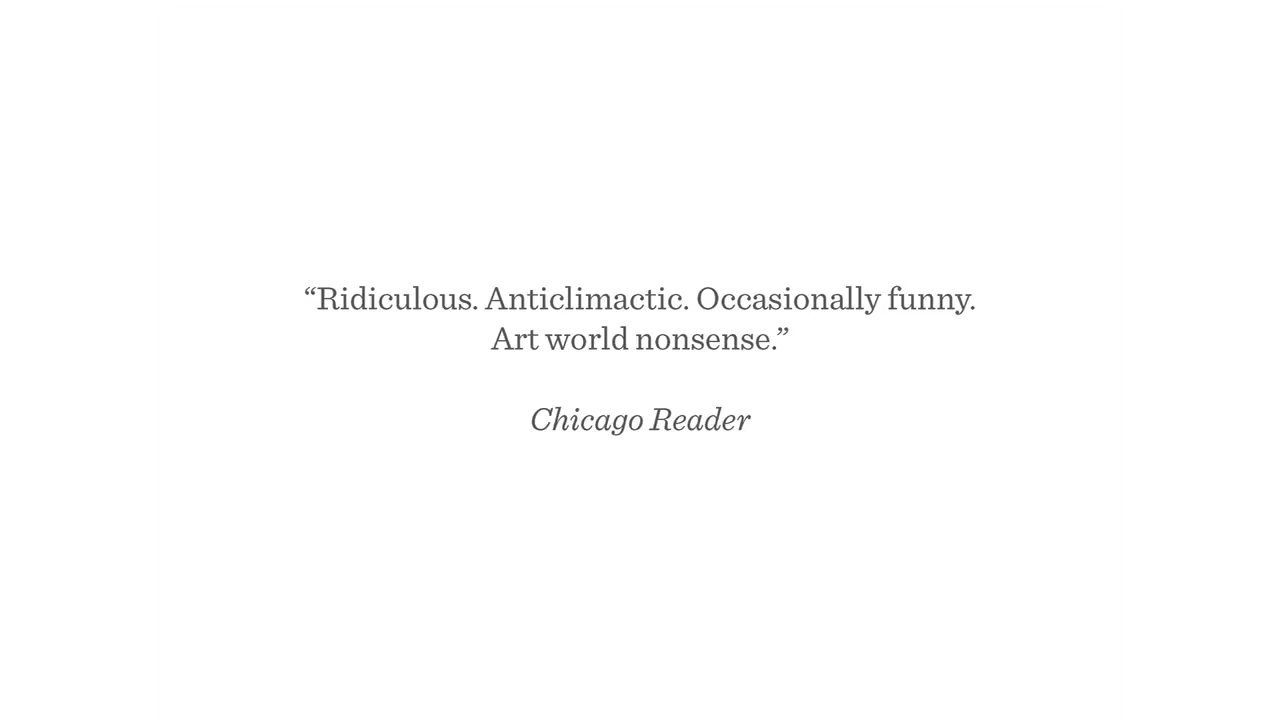 “Ridiculous. Anticlimactic. Occasionally funny.
Art world nonsense.”
Chicago Reader